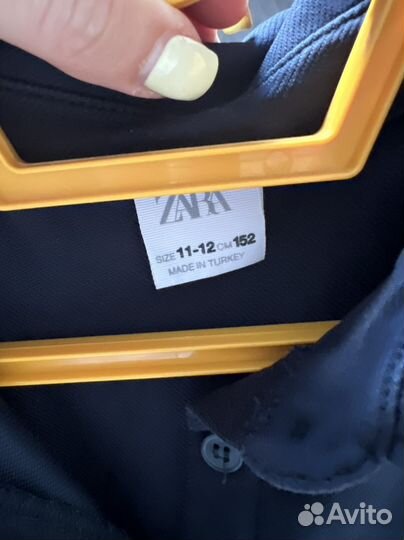 ZARA
SIZE 11-12 CM 152
MADE IN TURKEY
Avito